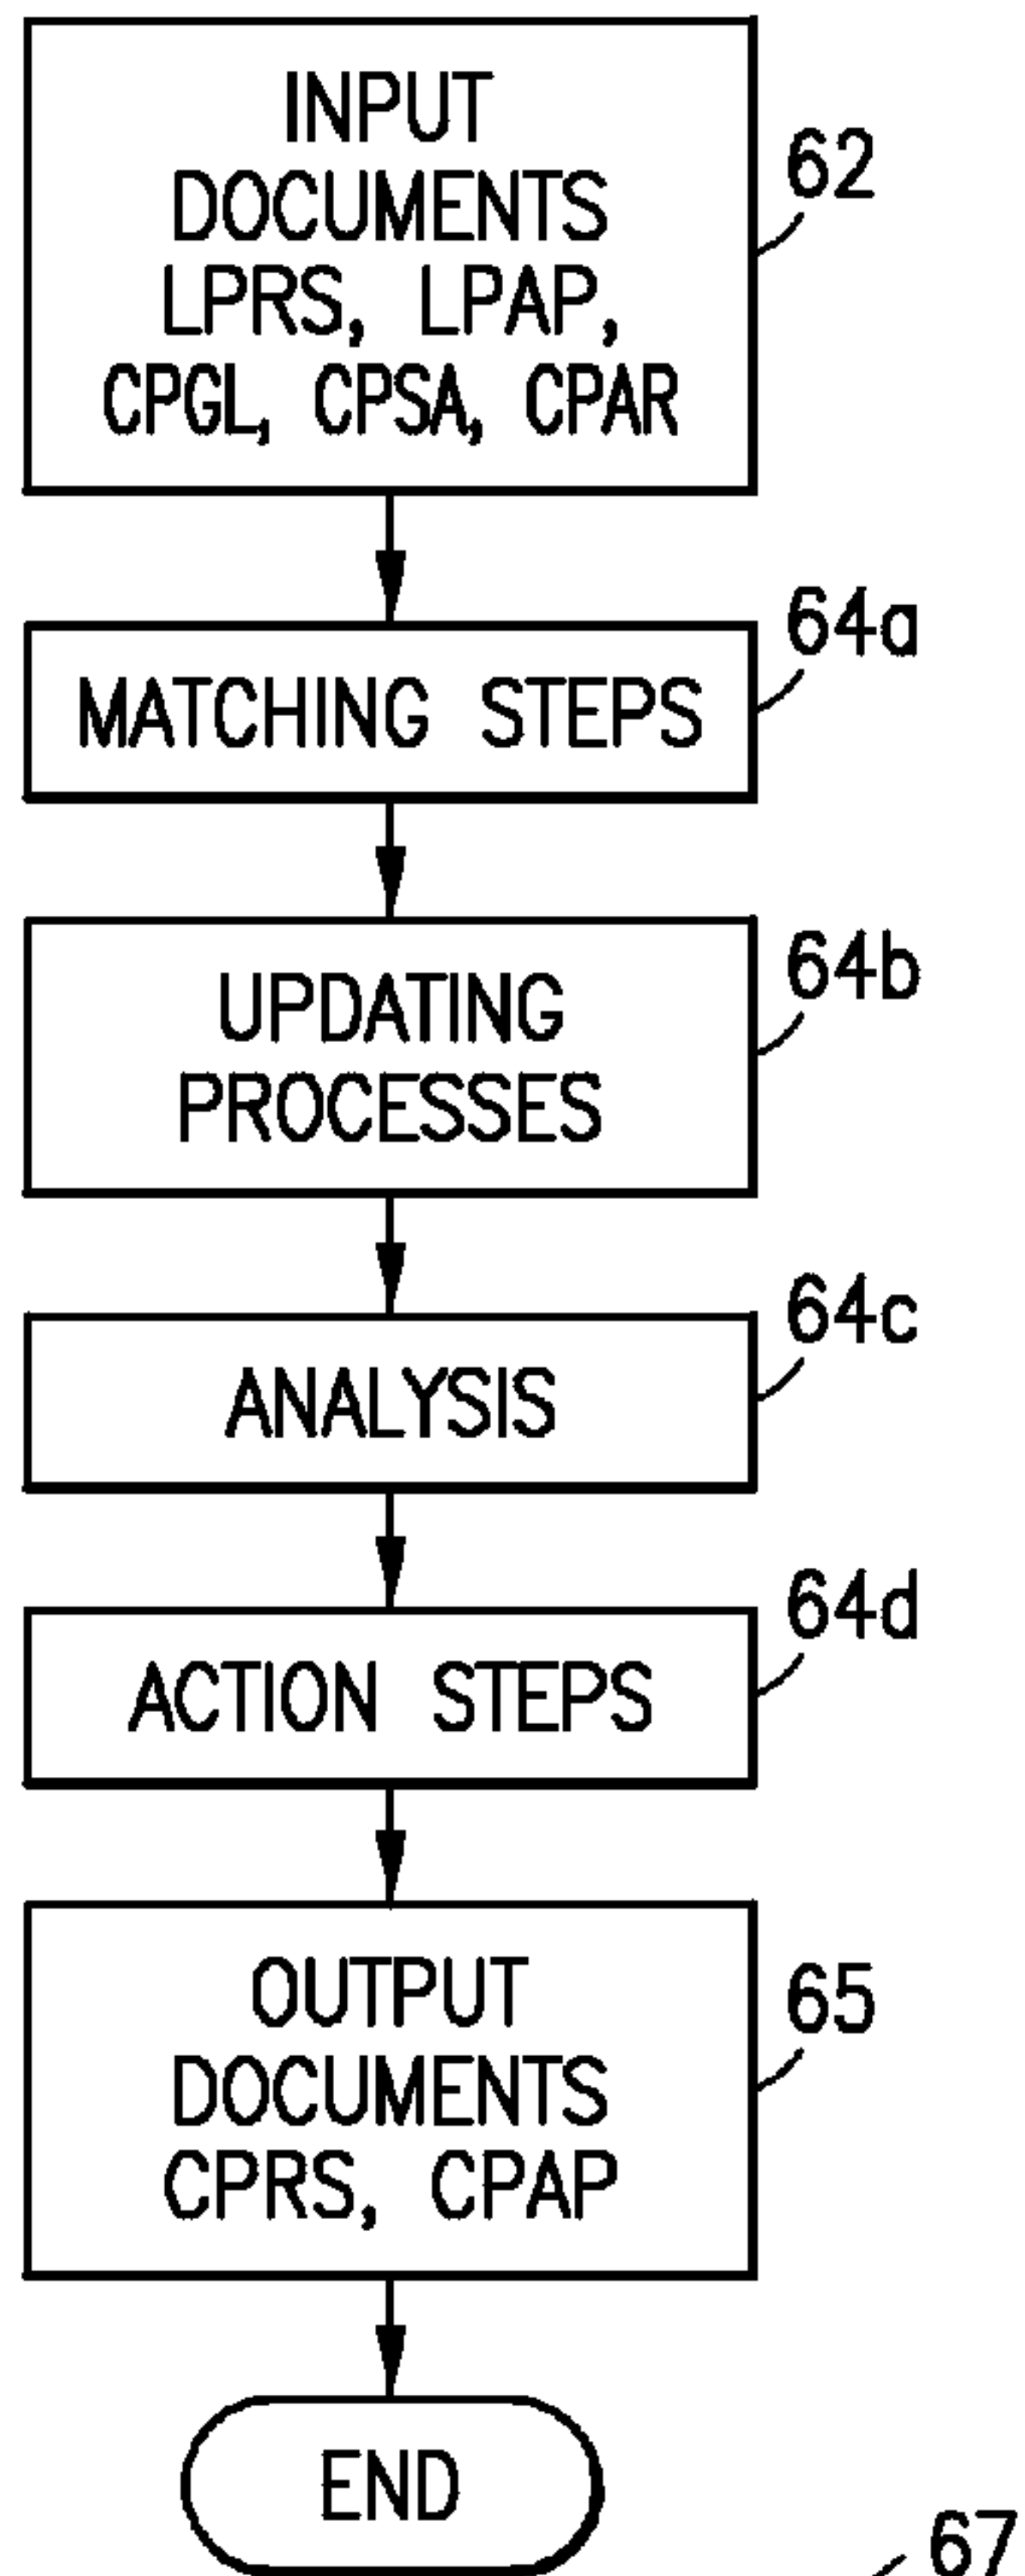 INPUT
DOCUMENTS
LPRS, LPAP,
CPGL, CPSA, CPAR
62
MATCHING STEPS
64a
UPDATING
PROCESSES
64b
ANALYSIS
64c
ACTION STEPS
64d
OUTPUT
DOCUMENTS
CPRS, CPAP
65
END
67